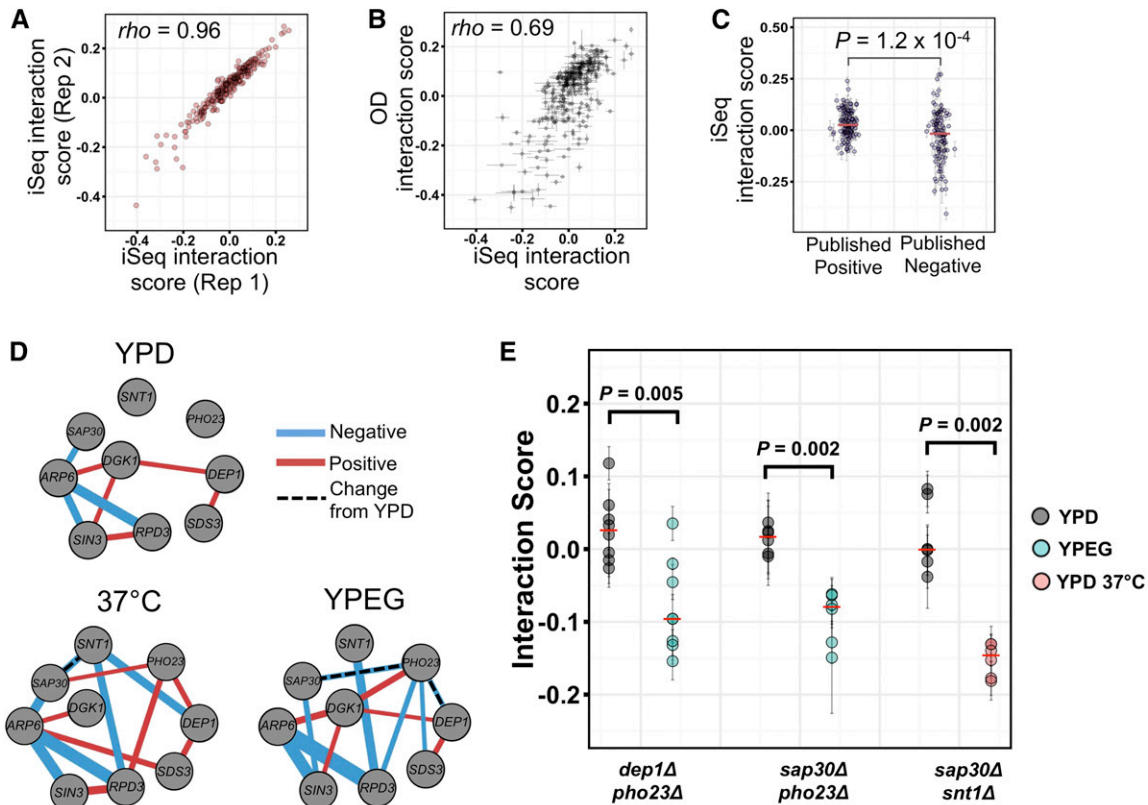 A
rho = 0.96
iSeq interaction
score (Rep 2)
0.2
0.0
-0.2
-0.4
-0.4
-0.2
0.0
0.2
iSeq interaction
score (Rep 1)
B
rho = 0.69
OD
interaction score
0.2
0.0
-0.2
-0.4
-0.4
-0.2
0.0
0.2
iSeq interaction
score
C
P = 1.2 x 10⁻⁴
iSeq
interaction score
0.50
0.25
0.00
-0.25
Published
Positive
Published
Negative
D
YPD
SNT1
PHO23
SAP30
DGK1
ARP6
DEP1
SDS3
SIN3
RPD3
Negative
Positive
Change
from YPD
37°C
SNT1
PHO23
SAP30
DGK1
ARP6
DEP1
SDS3
SIN3
RPD3
YPEG
SNT1
PHO23
SAP30
DGK1
ARP6
DEP1
SDS3
SIN3
RPD3
E
Interaction Score
0.2
0.1
0.0
-0.1
-0.2
P = 0.005
P = 0.002
P = 0.002
dep1Δ
pho23Δ
sap30Δ
pho23Δ
sap30Δ
snt1Δ
YPD
YPEG
YPD 37°C